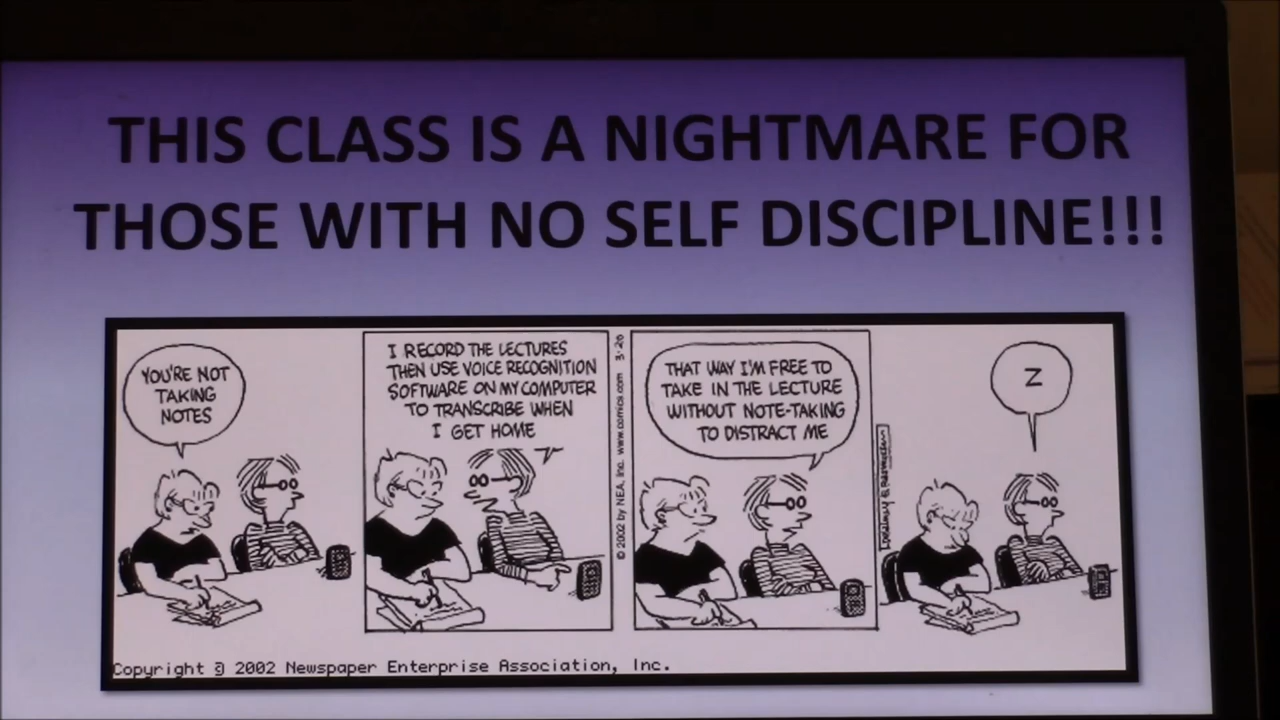 THIS CLASS IS A NIGHTMARE FOR
THOSE WITH NO SELF DISCIPLINE!!!
YOU'RE NOT
TAKING
NOTES
I RECORD THE LECTURES
THEN USE VOICE RECOGNITION
SOFTWARE ON MY COMPUTER
TO TRANSCRIBE WHEN
I GET HOME
© 2002 by NEA, Inc. www.comics.com 3-26
THAT WAY I'M FREE TO
TAKE IN THE LECTURE
WITHOUT NOTE-TAKING
TO DISTRACT ME
Z
Copyright © 2002 Newspaper Enterprise Association, Inc.